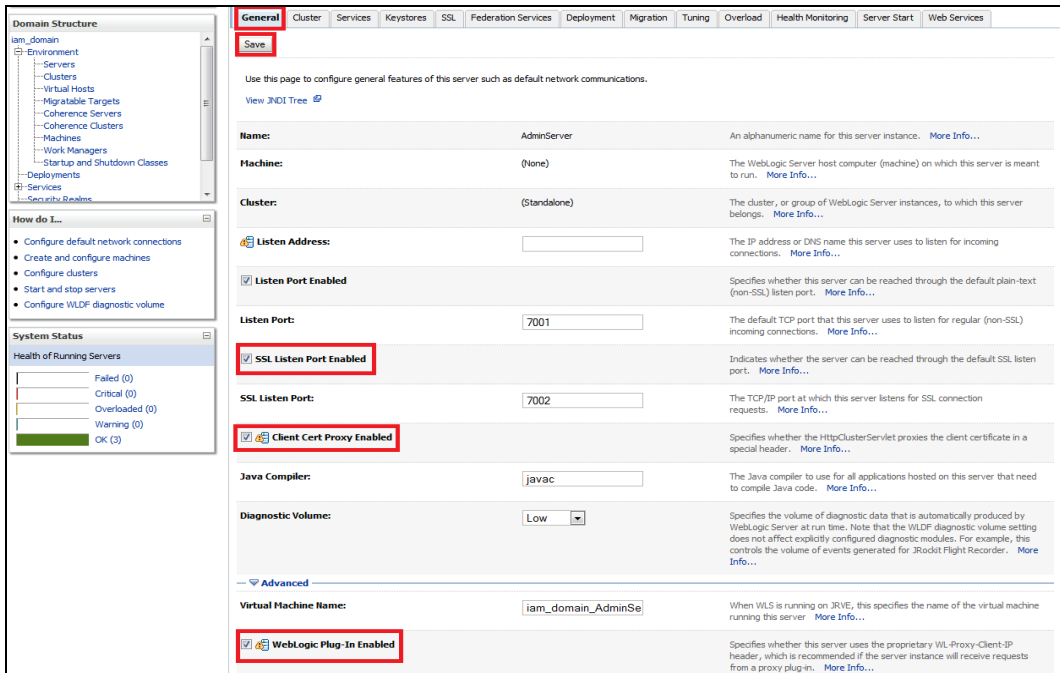 Domain Structure
iam_domain
Environment
Servers
Clusters
Virtual Hosts
Migratable Targets
Coherence Servers
Coherence Clusters
Machines
Work Managers
Startup and Shutdown Classes
Deployments
Services
Security Realms
How do I...
Configure default network connections
Create and configure machines
Configure clusters
Start and stop servers
Configure WLDF diagnostic volume
System Status
Health of Running Servers
Failed (0)
Critical (0)
Overloaded (0)
Warning (0)
OK (3)
General Cluster Services Keystores SSL Federation Services Deployment Migration Tuning Overload Health Monitoring Server Start Web Services
Save
Use this page to configure general features of this server such as default network communications.
View JNDI Tree
Name: AdminServer An alphanumeric name for this server instance. More Info...
Machine: (None) The WebLogic Server host computer (machine) on which this server is meant
to run. More Info...
Cluster: (Standalone) The cluster, or group of WebLogic Server instances, to which this server
belongs. More Info...
Listen Address: The IP address or DNS name this server uses to listen for incoming
connections. More Info...
Listen Port Enabled Specifies whether this server can be reached through the default plain-text
(non-SSL) listen port. More Info...
Listen Port: 7001 The default TCP port that this server uses to listen for regular (non-SSL)
incoming connections. More Info...
SSL Listen Port Enabled Indicates whether the server can be reached through the default SSL listen
port. More Info...
SSL Listen Port: 7002 The TCP/IP port at which this server listens for SSL connection
requests. More Info...
Client Cert Proxy Enabled Specifies whether the HttpClusterServlet proxies the client certificate in a
special header. More Info...
Java Compiler: javac The Java compiler to use for all applications hosted on this server that need
to compile Java code. More Info...
Diagnostic Volume: Low Specifies the volume of diagnostic data that is automatically produced by
WebLogic Server at run time. Note that the WLDF diagnostic volume setting
does not affect explicitly configured diagnostic modules. For example, this
controls the volume of events generated for JRockit Flight Recorder. More
Info...
Advanced
Virtual Machine Name: iam_domain_AdminSe When WLS is running on JRVE, this specifies the name of the virtual machine
running this server More Info...
WebLogic Plug-In Enabled Specifies whether this server uses the proprietary WL-Proxy-Client-IP
header, which is recommended if the server instance will receive requests
from a proxy plug-in. More Info...